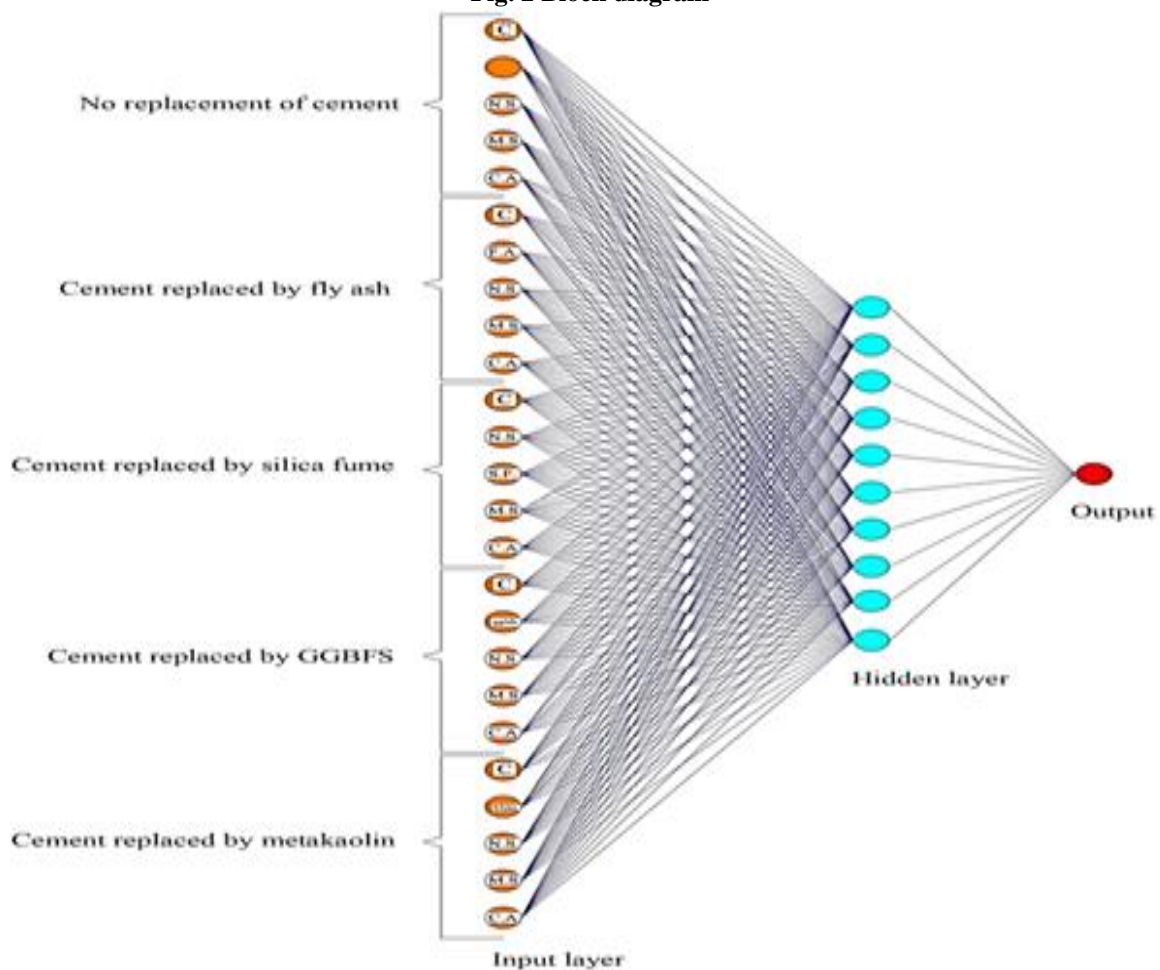 Fig. 2 Block diagram
C
No replacement of cement
N.S
M.S
C.A
C
F.A
Cement replaced by fly ash
N.S
M.S
C.A
C
N.S
Cement replaced by silica fume
S.F
M.S
C.A
Output
C
Cement replaced by GGBFS
N.S
M.S
Hidden layer
C.A
C
Cement replaced by metakaolin
N.S
M.S
C.A
Input layer